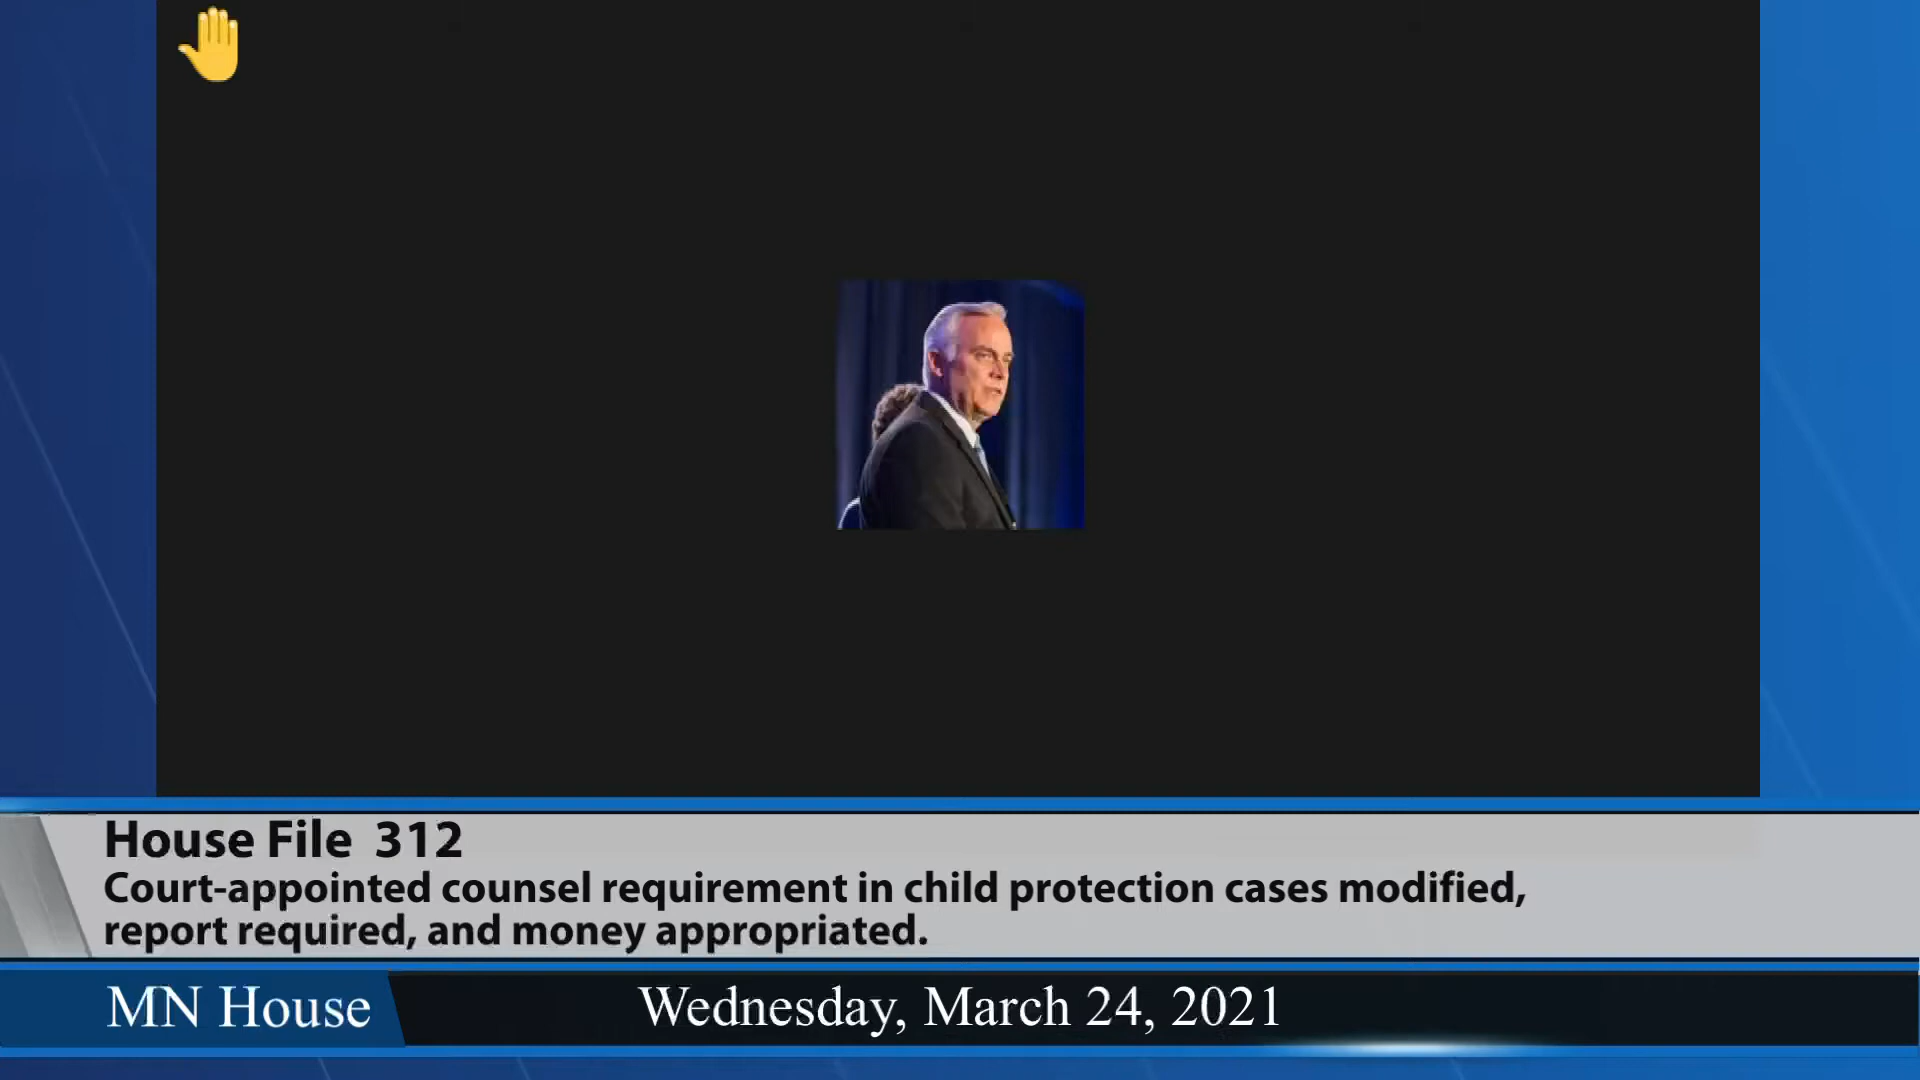 House File 312
Court-appointed counsel requirement in child protection cases modified,
report required, and money appropriated.
MN House
Wednesday, March 24, 2021